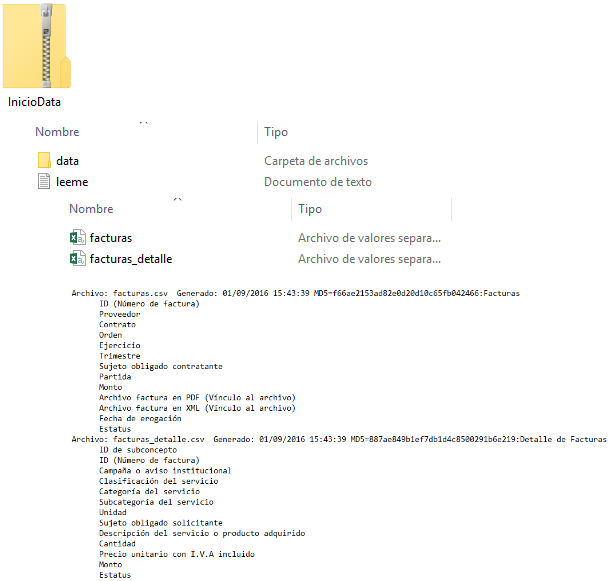 InicioData
Nombre Tipo
data Carpeta de archivos
leeme Documento de texto
Nombre Tipo
facturas Archivo de valores separa...
facturas_detalle Archivo de valores separa...
Archivo: facturas.csv Generado: 01/09/2016 15:43:39 MD5=f66ae2153ad82e0d20d10c65fb042466:Facturas
ID (Número de factura)
Proveedor
Contrato
Orden
Ejercicio
Trimestre
Sujeto obligado contratante
Partida
Monto
Archivo factura en PDF (Vínculo al archivo)
Archivo factura en XML (Vínculo al archivo)
Fecha de erogación
Estatus
Archivo: facturas_detalle.csv Generado: 01/09/2016 15:43:39 MD5=887ae849b1ef7db1d4c8500291b6e219:Detalle de Facturas
ID de subconcepto
ID (Número de factura)
Campaña o aviso institucional
Clasificación del servicio
Categoría del servicio
Subcategoría del servicio
Unidad
Sujeto obligado solicitante
Descripción del servicio o producto adquirido
Cantidad
Precio unitario con I.V.A incluido
Monto
Estatus